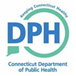 Keeping Connecticut Healthy
DPH
Connecticut Department
of Public Health